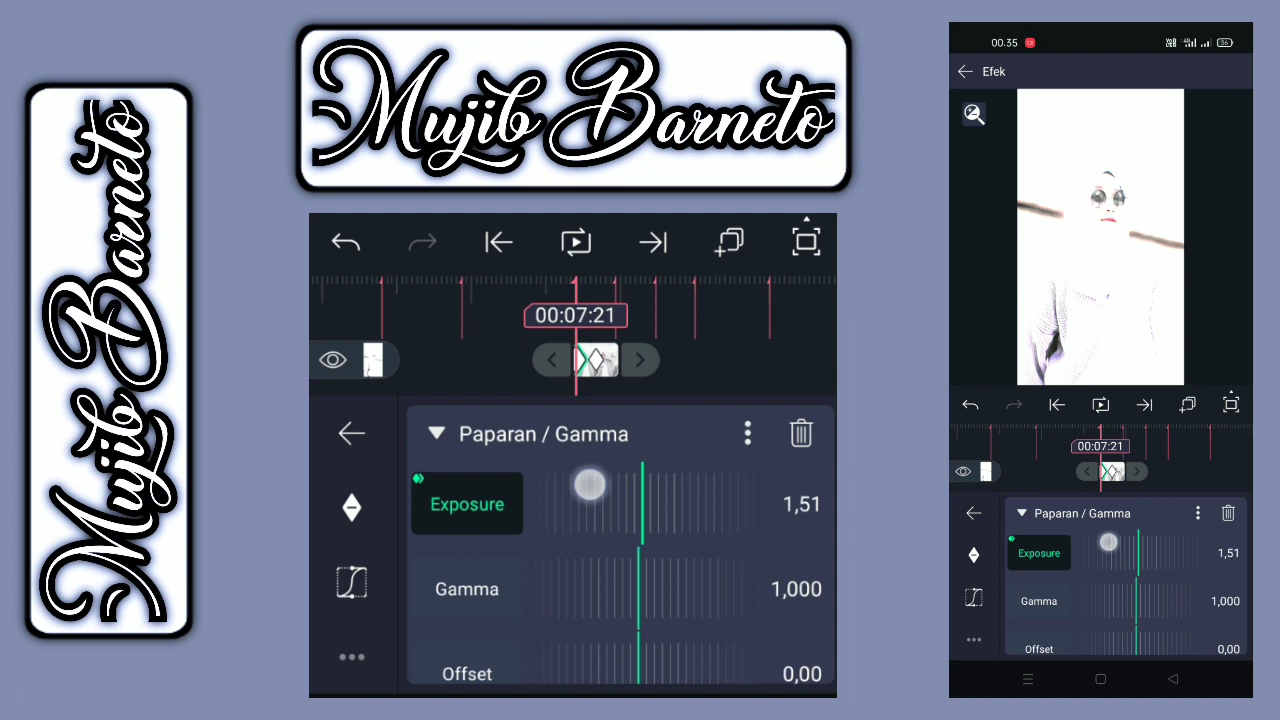 Mujib Barneto
Mujib Barneto
00:07:21
Paparan / Gamma
Exposure
1,51
Gamma
1,000
Offset
0,00
00.35
56
Efek
00:07:21
Paparan / Gamma
Exposure
1,51
Gamma
1,000
Offset
0,00